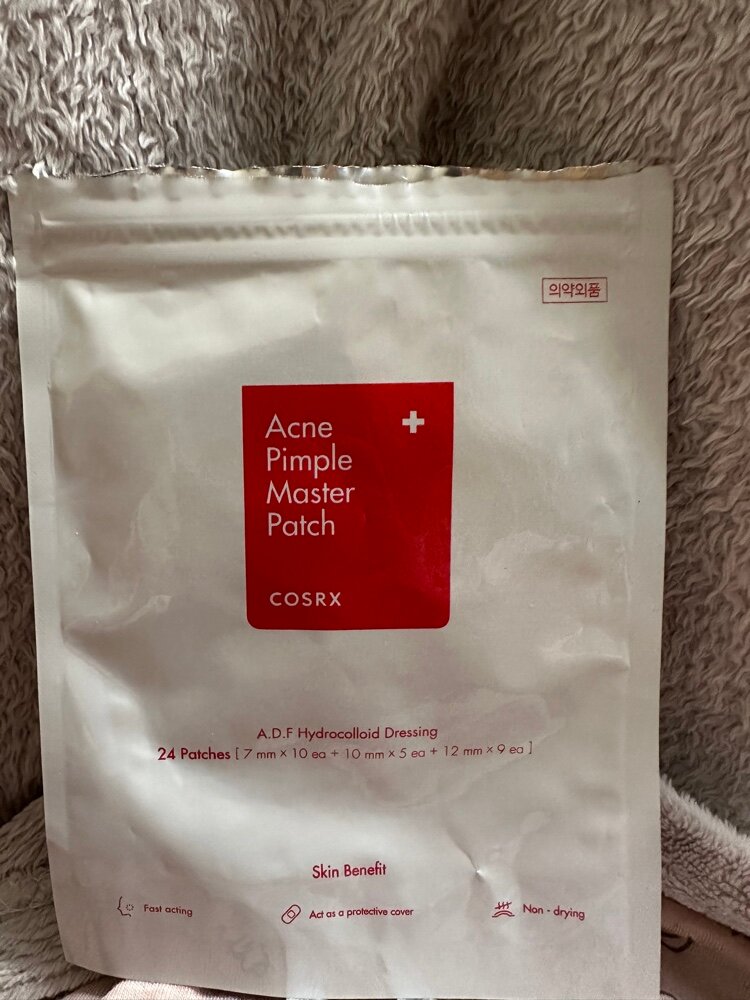 의약외품
Acne
Pimple
Master
Patch
COSRX
A.D.F Hydrocolloid Dressing
24 Patches [ 7 mm × 10 ea + 10 mm × 5 ea + 12 mm × 9 ea ]
Skin Benefit
Fast acting
Act as a protective cover
Non - drying